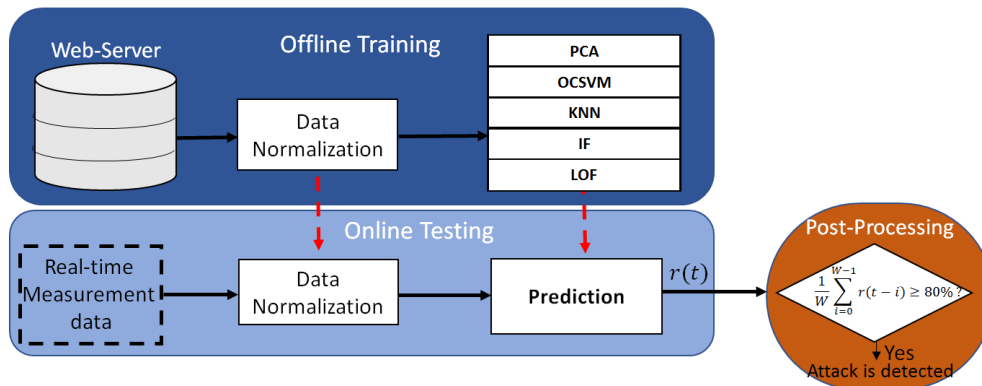 Offline Training
Web-Server
Data
Normalization
PCA
OCSVM
KNN
IF
LOF
Online Testing
Real-time
Measurement
data
Data
Normalization
Prediction
r(t)
Post-Processing
\frac{1}{W} \sum_{i=0}^{W-1} r(t-i) ≥ 80% ?
Yes
Attack is detected